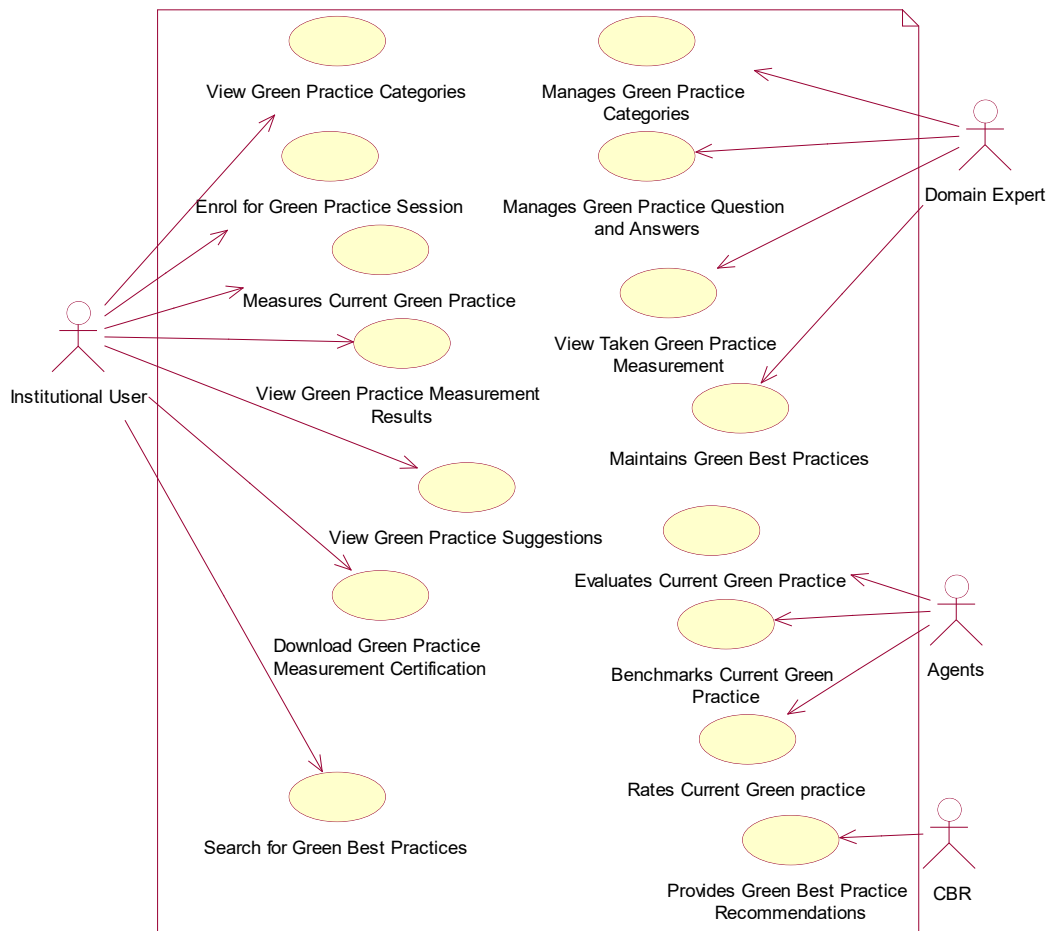 View Green Practice Categories
Manages Green Practice
Categories
Domain Expert
Enrol for Green Practice Session
Manages Green Practice Question
and Answers
Measures Current Green Practice
View Taken Green Practice
Measurement
Institutional User
View Green Practice Measurement
Results
Maintains Green Best Practices
View Green Practice Suggestions
Evaluates Current Green Practice
Download Green Practice
Measurement Certification
Benchmarks Current Green
Practice
Agents
Rates Current Green practice
Search for Green Best Practices
Provides Green Best Practice
Recommendations
CBR